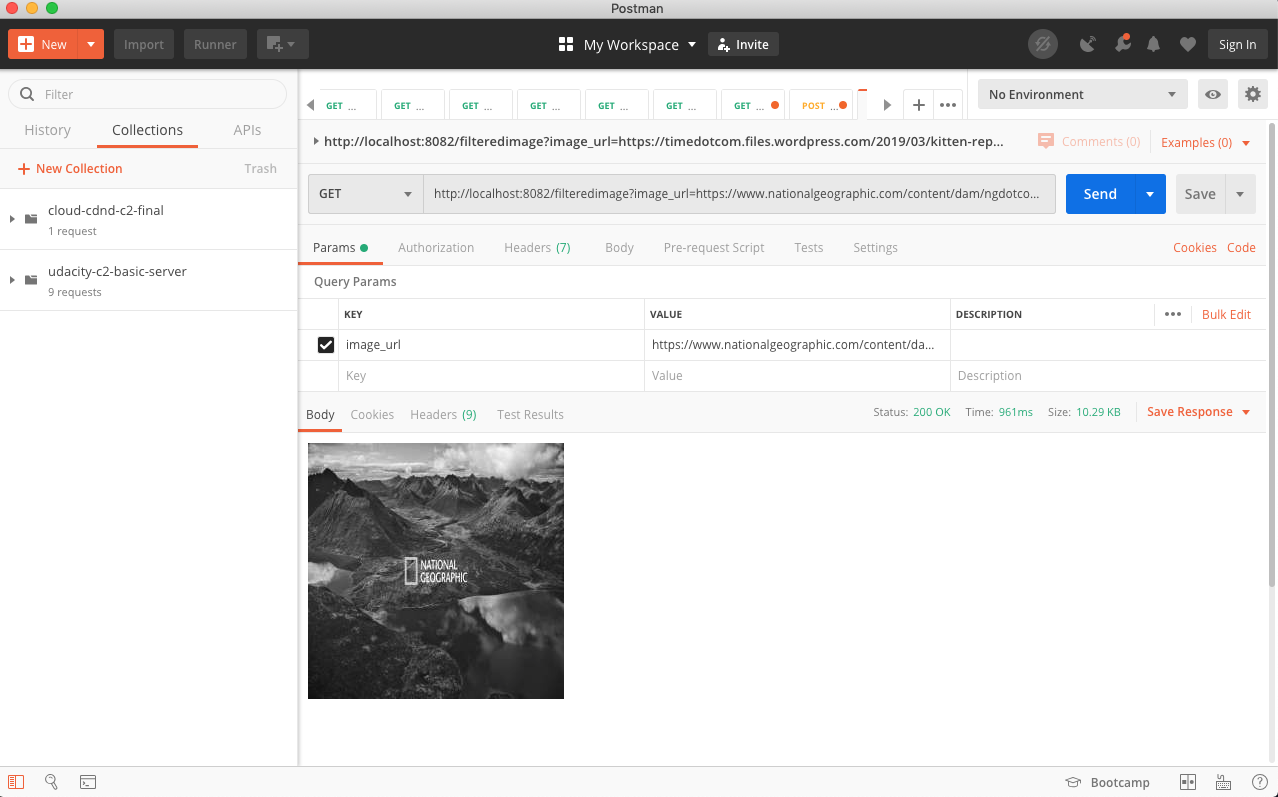 Postman
New
Import
Runner
My Workspace
Invite
Sign In
Filter
History
Collections
APIs
New Collection
Trash
cloud-cdnd-c2-final
1 request
udacity-c2-basic-server
9 requests
GET ...
GET ...
GET ...
GET ...
GET ...
GET ...
GET ...
POST ...
No Environment
http://localhost:8082/filteredimage?image_url=https://timedotcom.files.wordpress.com/2019/03/kitten-rep...
Comments (0)
Examples (0)
GET
http://localhost:8082/filteredimage?image_url=https://www.nationalgeographic.com/content/dam/ngdotco...
Send
Save
Params
Authorization
Headers (7)
Body
Pre-request Script
Tests
Settings
Cookies
Code
Query Params
KEY
VALUE
DESCRIPTION
Bulk Edit
image_url
https://www.nationalgeographic.com/content/da...
Key
Value
Description
Body
Cookies
Headers (9)
Test Results
Status: 200 OK
Time: 961ms
Size: 10.29 KB
Save Response
NATIONAL
GEOGRAPHIC
Bootcamp